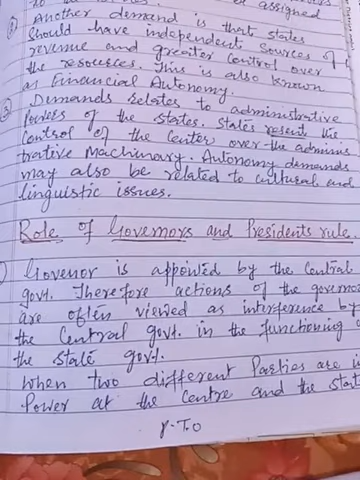 be assigned
② Another demand is that states
should have independent sources of
revenue and greater control over
the resources. This is also known
as Financial Autonomy.
③ Demands relates to administrative
Powers of the states. States resent the
control of the center over the adminis
trative Machinary. Autonomy demands
may also be related to cultural and
linguistic issues.
Role of Governors and Presidents rule.
Govenor is appointed by the Central
govt. Therefore actions of the governor
are often viewed as interference by
the Central govt. in the functioning
the state govt.
When two different Parties are in
Power at the centre and the stat
P.T.O